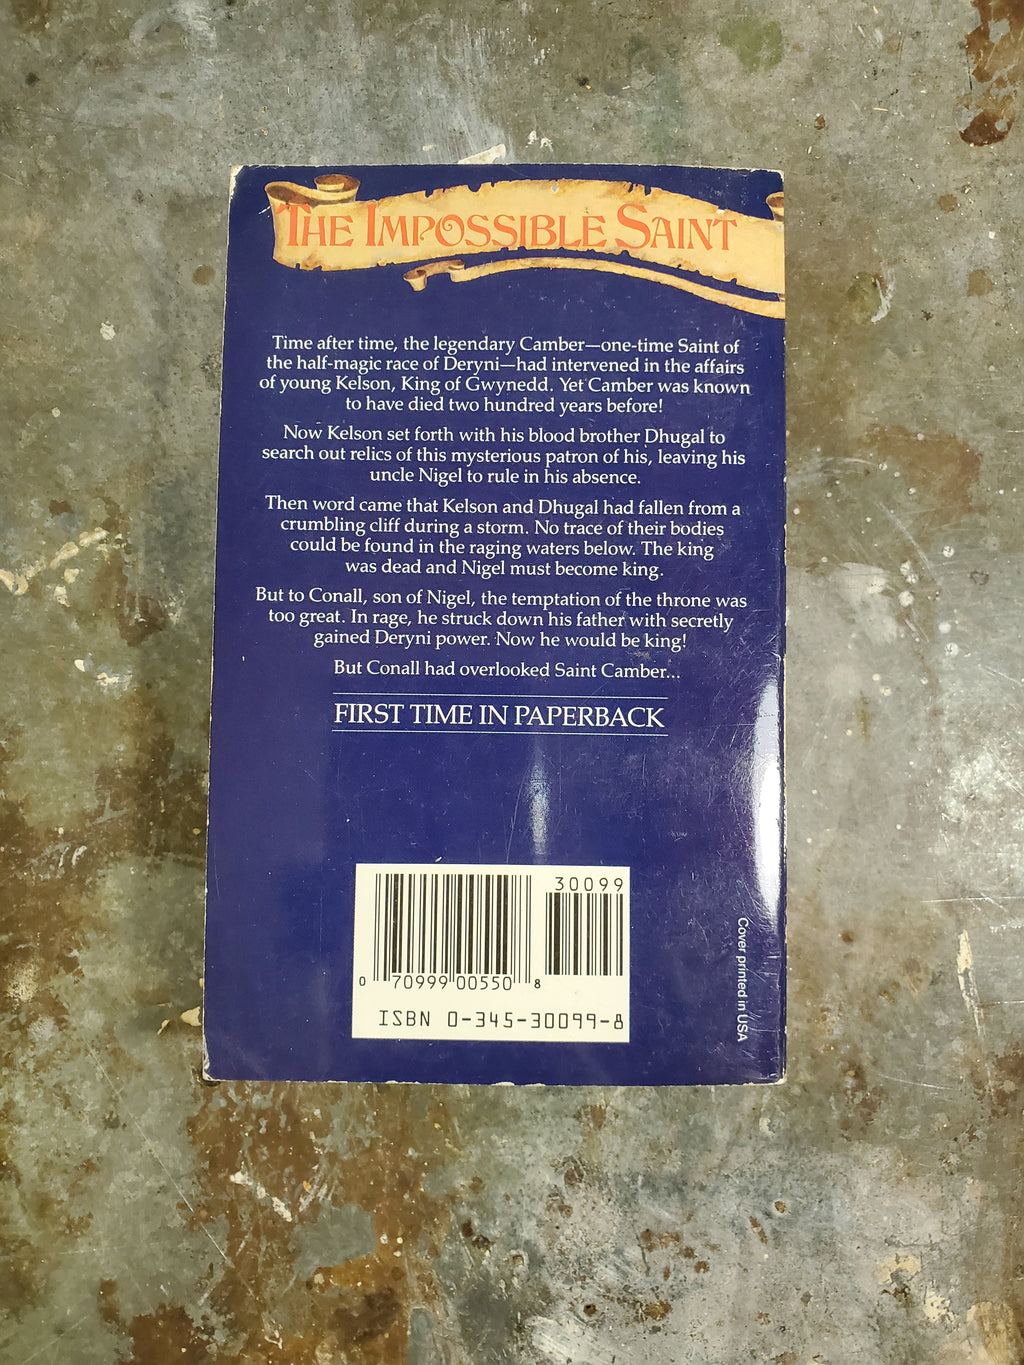 THE IMPOSSIBLE SAINT
Time after time, the legendary Camber—one-time Saint of
the half-magic race of Deryni—had intervened in the affairs
of young Kelson, King of Gwynedd. Yet Camber was known
to have died two hundred years before!
Now Kelson set forth with his blood brother Dhugal to
search out relics of this mysterious patron of his, leaving his
uncle Nigel to rule in his absence.
Then word came that Kelson and Dhugal had fallen from a
crumbling cliff during a storm. No trace of their bodies
could be found in the raging waters below. The king
was dead and Nigel must become king.
But to Conall, son of Nigel, the temptation of the throne was
too great. In rage, he struck down his father with secretly
gained Deryni power. Now he would be king!
But Conall had overlooked Saint Camber...
FIRST TIME IN PAPERBACK
30099
0 70999 00550 8
ISBN 0-345-30099-8
Cover printed in USA